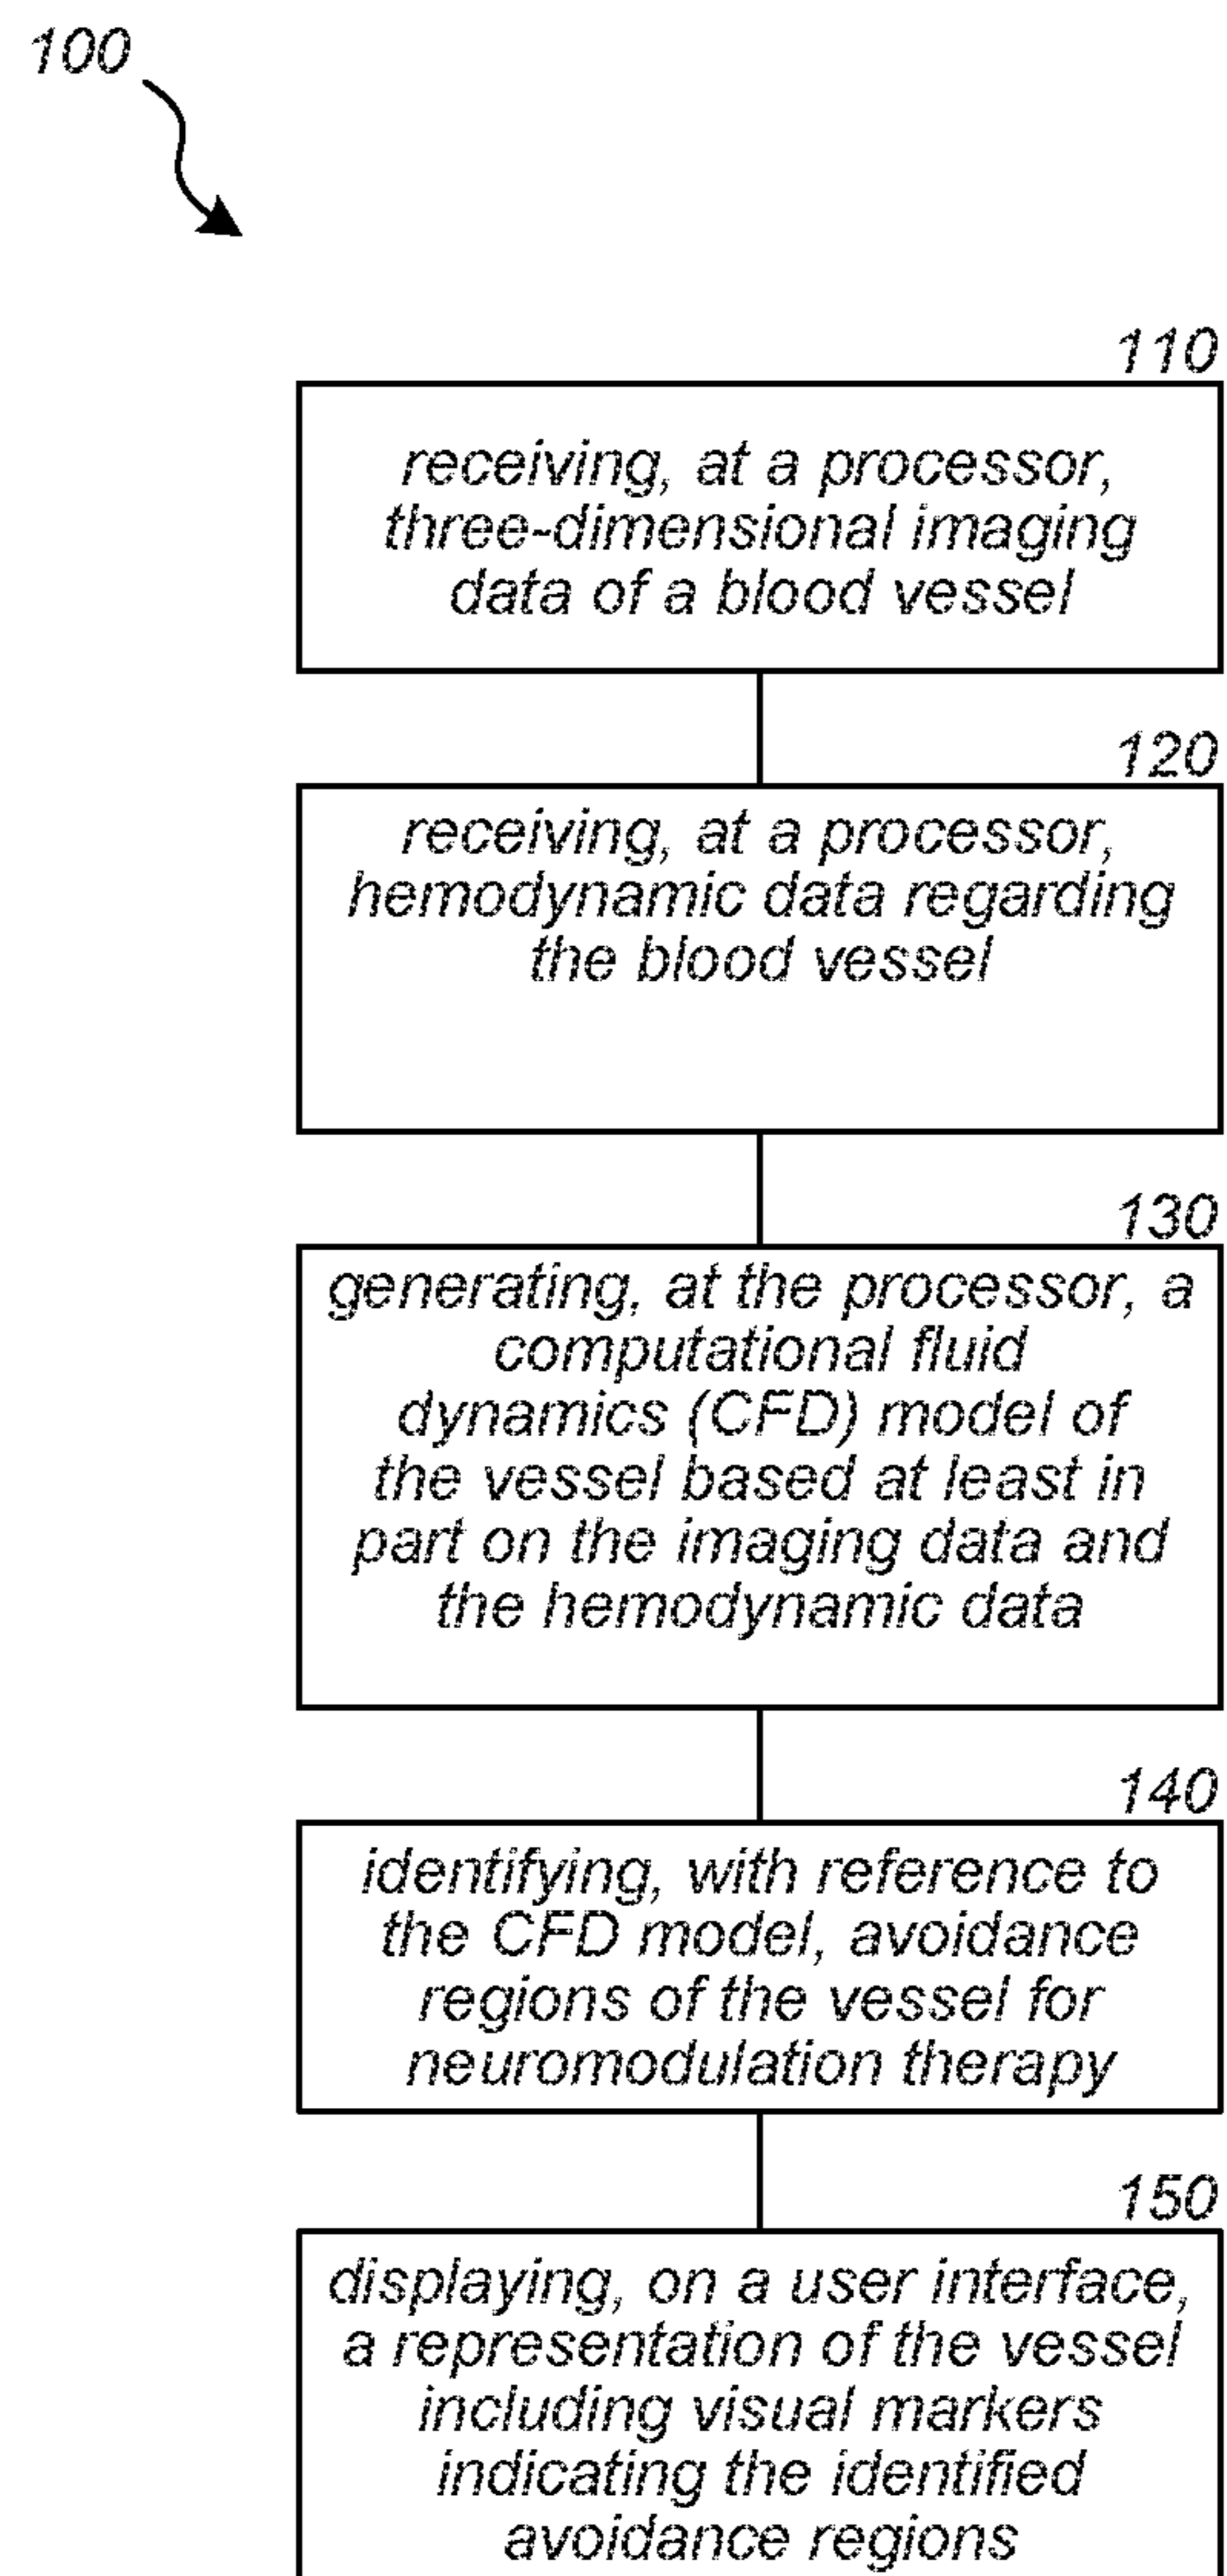 100
110
receiving, at a processor,
three-dimensional imaging
data of a blood vessel
120
receiving, at a processor,
hemodynamic data regarding
the blood vessel
130
generating, at the processor, a
computational fluid
dynamics (CFD) model of
the vessel based at least in
part on the imaging data and
the hemodynamic data
140
identifying, with reference to
the CFD model, avoidance
regions of the vessel for
neuromodulation therapy
150
displaying, on a user interface,
a representation of the vessel
including visual markers
indicating the identified
avoidance regions